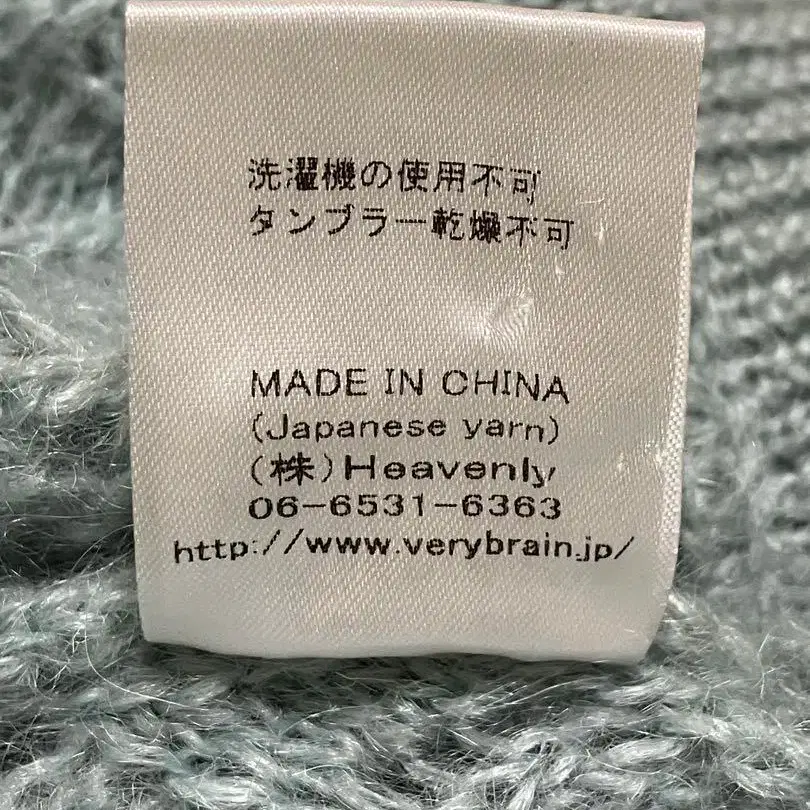 洗濯機の使用不可
タンブラー乾燥不可
MADE IN CHINA
(Japanese yarn)
(株)Heavenly
06-6531-6363
http://www.verybrain.jp/